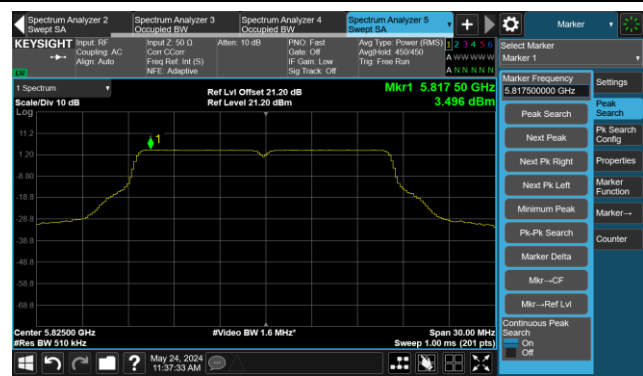 Spectrum Analyzer 2
Swept SA
Spectrum Analyzer 3
Occupied BW
Spectrum Analyzer 4
Occupied BW
Spectrum Analyzer 5
Swept SA
Marker
KEYSIGHT
Input: RF
Coupling: AC
Align: Auto
Input Z: 50 Ω
Corr CCorr
Freq Ref: Int (S)
NFE: Adaptive
Atten: 10 dB
PNO: Fast
Gate: Off
IF Gain: Low
Sig Track: Off
Avg Type: Power (RMS)
Avg|Hold: 450/450
Trig: Free Run
1 2 3 4 5 6
A W W W W W
A N N N N N
LXI
Select Marker
Marker 1
1 Spectrum
Scale/Div 10 dB
Log
Ref Lvl Offset 21.20 dB
Ref Level 21.20 dBm
Mkr1 5.817 50 GHz
3.496 dBm
11.2
1.20
-8.80
-18.8
-28.8
-38.8
-48.8
-58.8
-68.8
1
Center 5.82500 GHz
#Res BW 510 kHz
#Video BW 1.6 MHz*
Span 30.00 MHz
Sweep 1.00 ms (201 pts)
Marker Frequency
5.817500000 GHz
Peak Search
Next Peak
Next Pk Right
Next Pk Left
Minimum Peak
Pk-Pk Search
Marker Delta
Mkr→CF
Mkr→Ref Lvl
Continuous Peak
Search
On
Off
Settings
Peak
Search
Pk Search
Config
Properties
Marker
Function
Marker→
Counter
May 24, 2024
11:37:33 AM